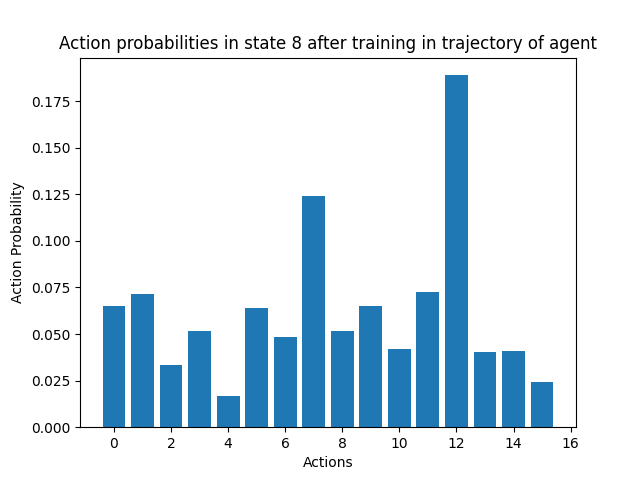 Action probabilities in state 8 after training in trajectory of agent
0.175
0.150
0.125
0.100
0.075
0.050
0.025
0.000
Action Probability
0 2 4 6 8 10 12 14 16
Actions